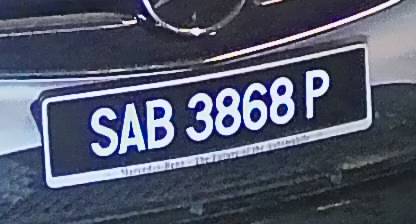 SAB 3868 P
Mercedes-Benz - The Future of the Automobile